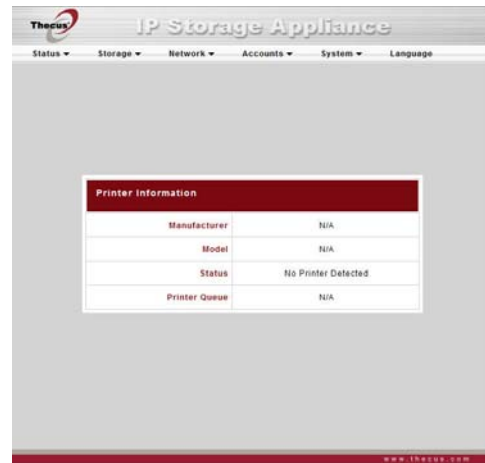 Thecus
IP Storage Appliance
Status Storage Network Accounts System Language
Printer Information
Manufacturer N/A
Model N/A
Status No Printer Detected
Printer Queue N/A
www.thecus.com